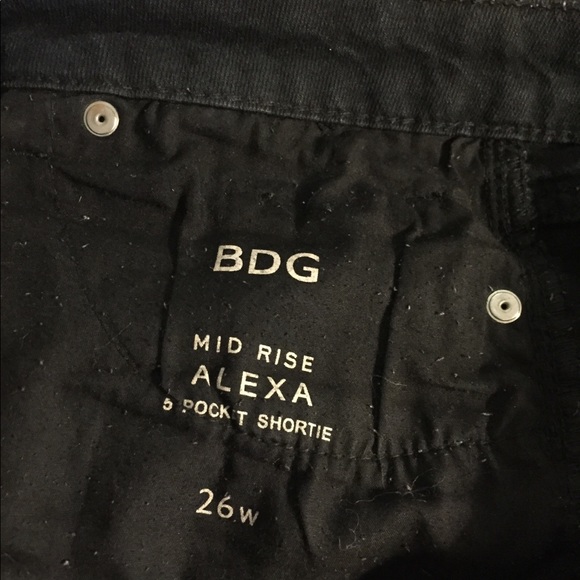 BDG
MID RISE
ALEXA
5 POCKET SHORTIE
26w